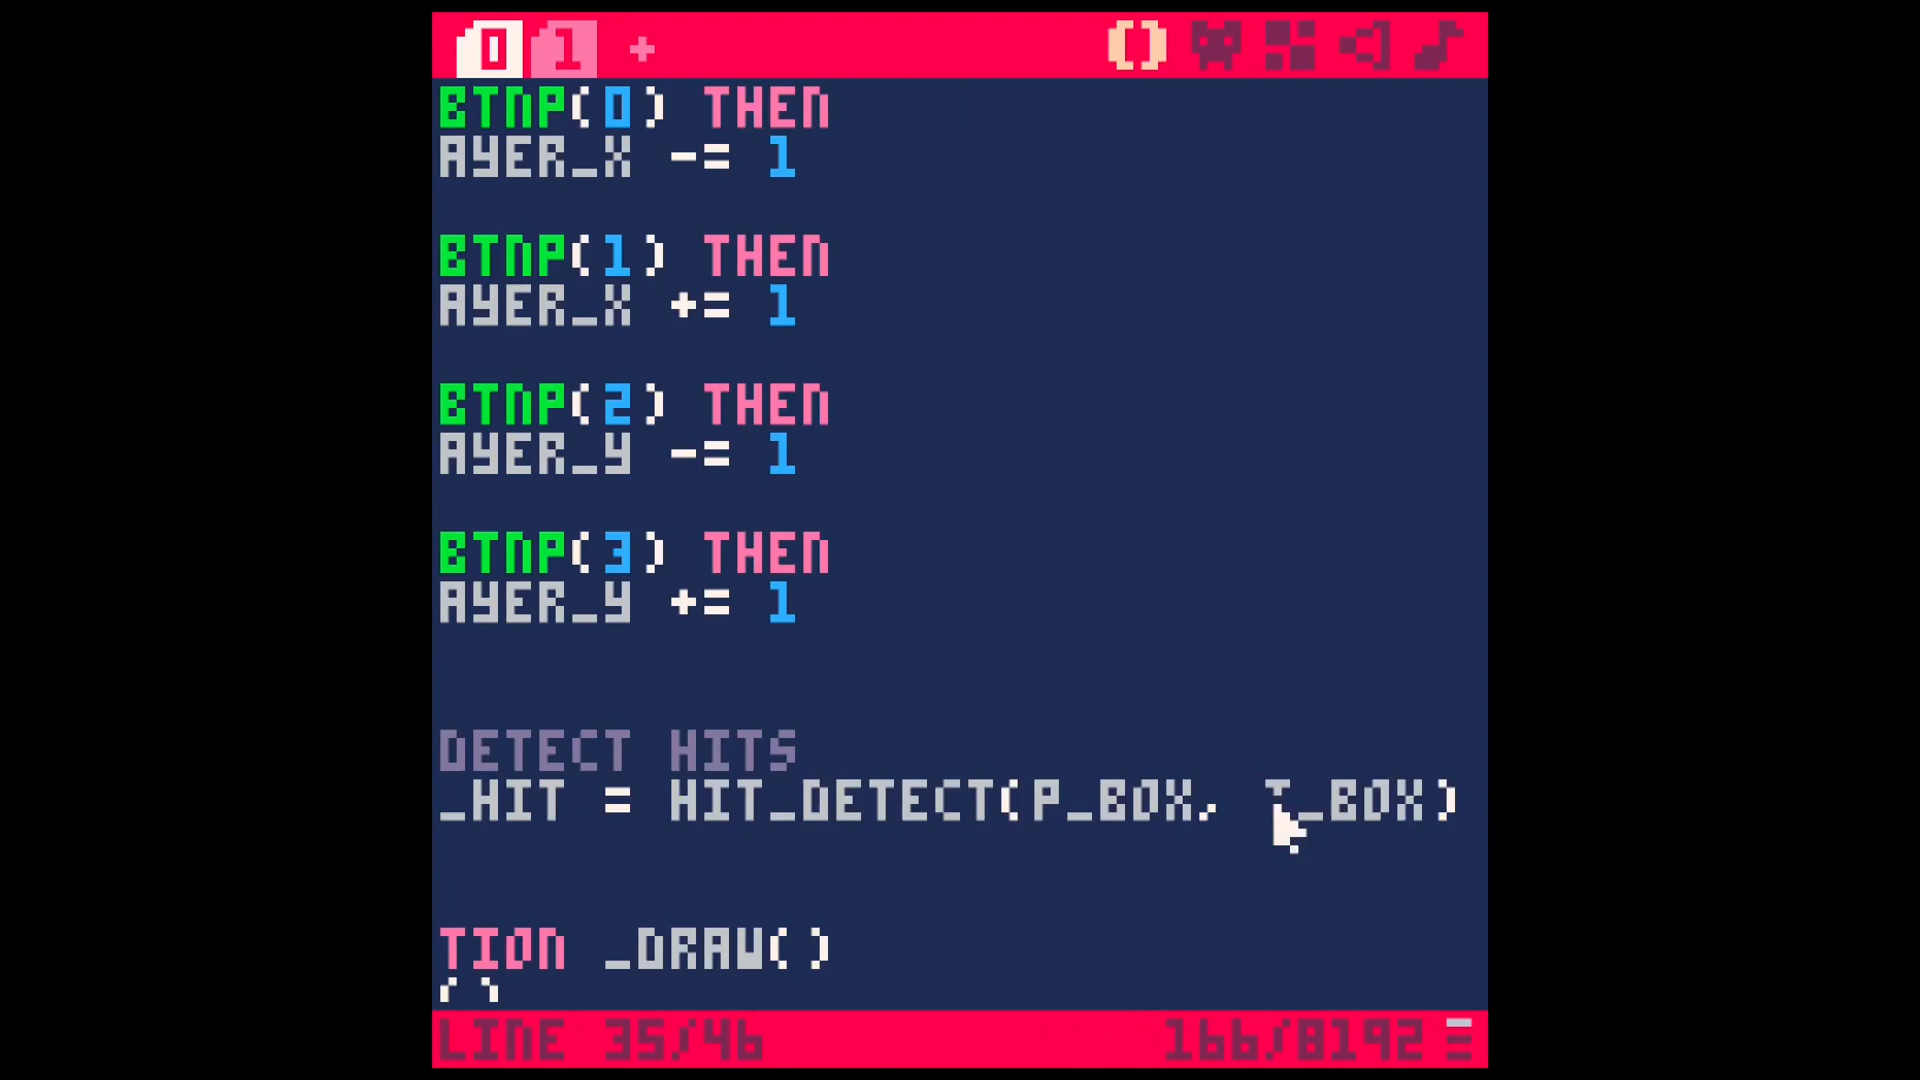 0 1 +
BTNP(0) THEN
AYER_X -= 1
BTNP(1) THEN
AYER_X += 1
BTNP(2) THEN
AYER_Y -= 1
BTNP(3) THEN
AYER_Y += 1
DETECT HITS
_HIT = HIT_DETECT(P_BOX, T_BOX)
TION _DRAW()
LINE 35/46
166/8192